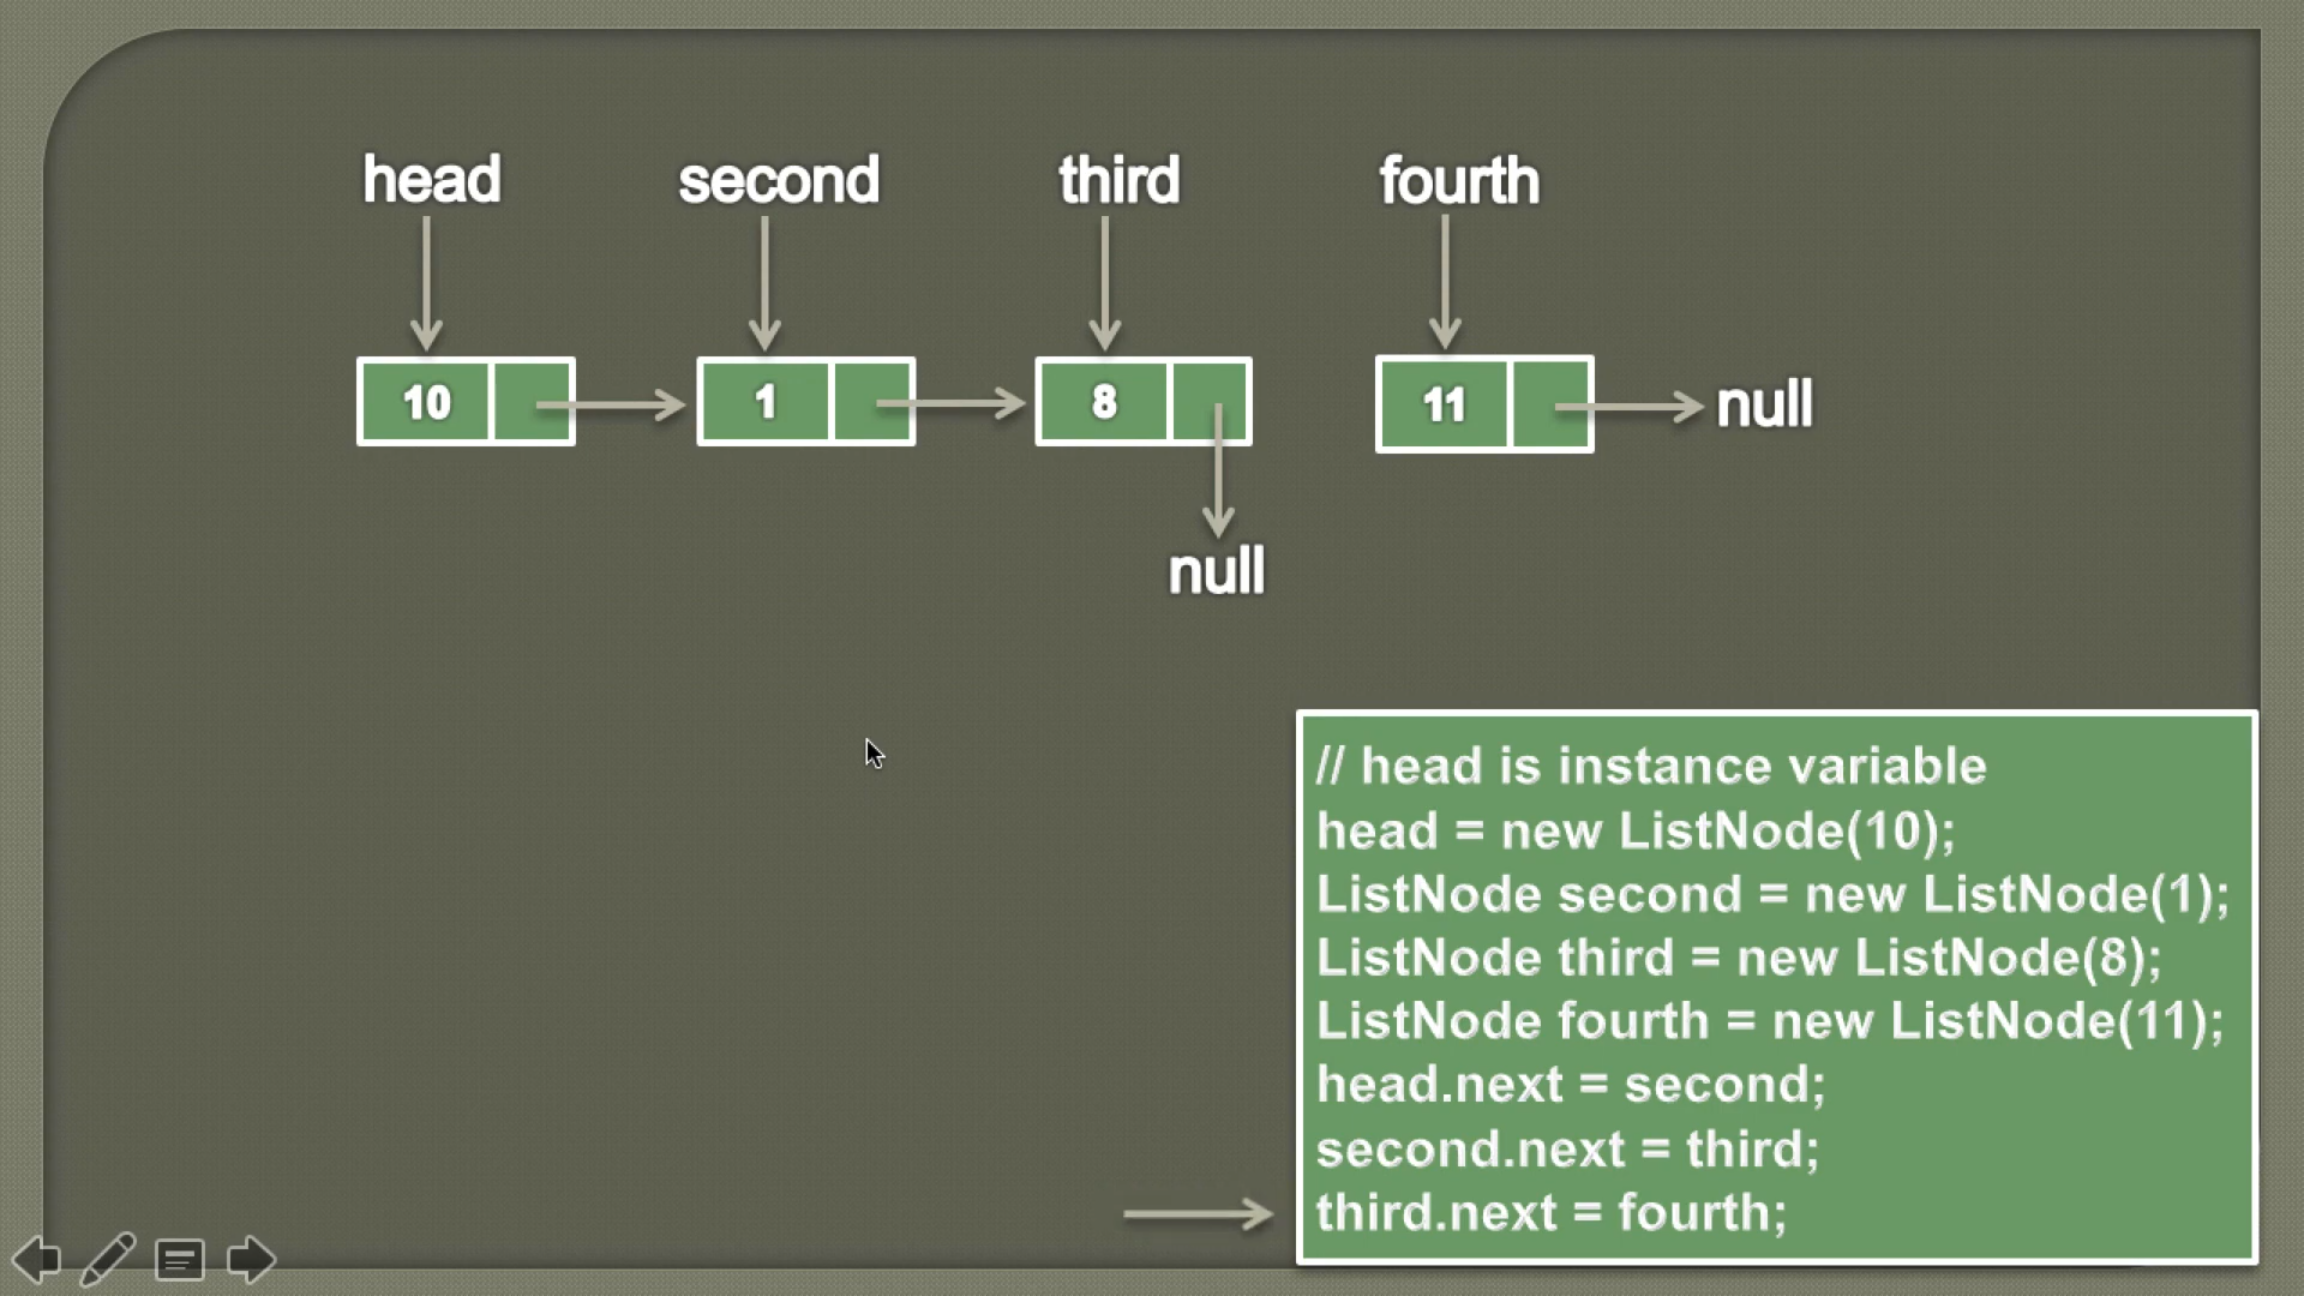 head second third fourth
10 1 8 11 null
null
// head is instance variable
head = new ListNode(10);
ListNode second = new ListNode(1);
ListNode third = new ListNode(8);
ListNode fourth = new ListNode(11);
head.next = second;
second.next = third;
third.next = fourth;